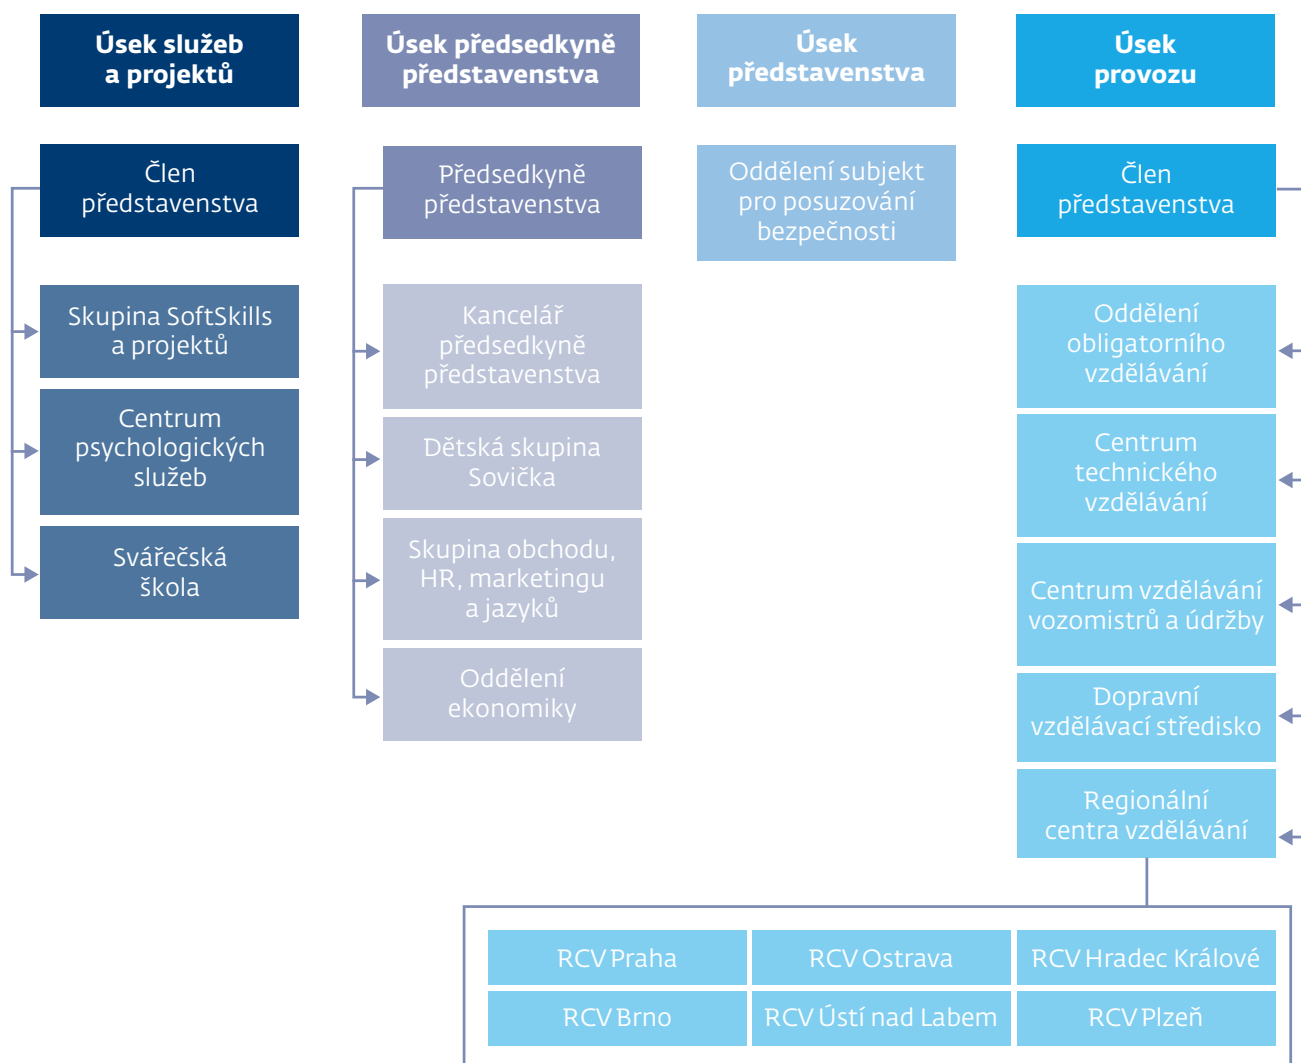 Úsek služeb
a projektů
Člen
představenstva
Skupina SoftSkills
a projektů
Centrum
psychologických
služeb
Svářečská
škola
Úsek předsedkyně
představenstva
Předsedkyně
představenstva
Kancelář
předsedkyně
představenstva
Dětská skupina
Sovička
Skupina obchodu,
HR, marketingu
a jazyků
Oddělení
ekonomiky
Úsek
představenstva
Oddělení subjekt
pro posuzování
bezpečnosti
Úsek
provozu
Člen
představenstva
Oddělení
obligatorního
vzdělávání
Centrum
technického
vzdělávání
Centrum vzdělávání
vozomistrů a údržby
Dopravní
vzdělávací středisko
Regionální
centra vzdělávání
RCV Praha
RCV Ostrava
RCV Hradec Králové
RCV Brno
RCV Ústí nad Labem
RCV Plzeň